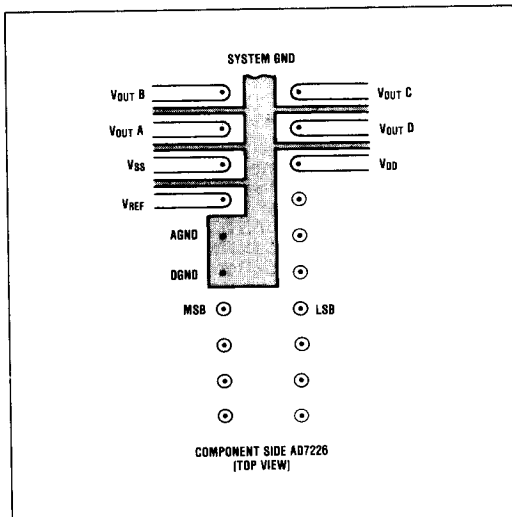 SYSTEM GND
VOUT B
VOUT C
VOUT A
VOUT D
VSS
VDD
VREF
AGND
DGND
MSB
LSB
COMPONENT SIDE AD7226
(TOP VIEW)